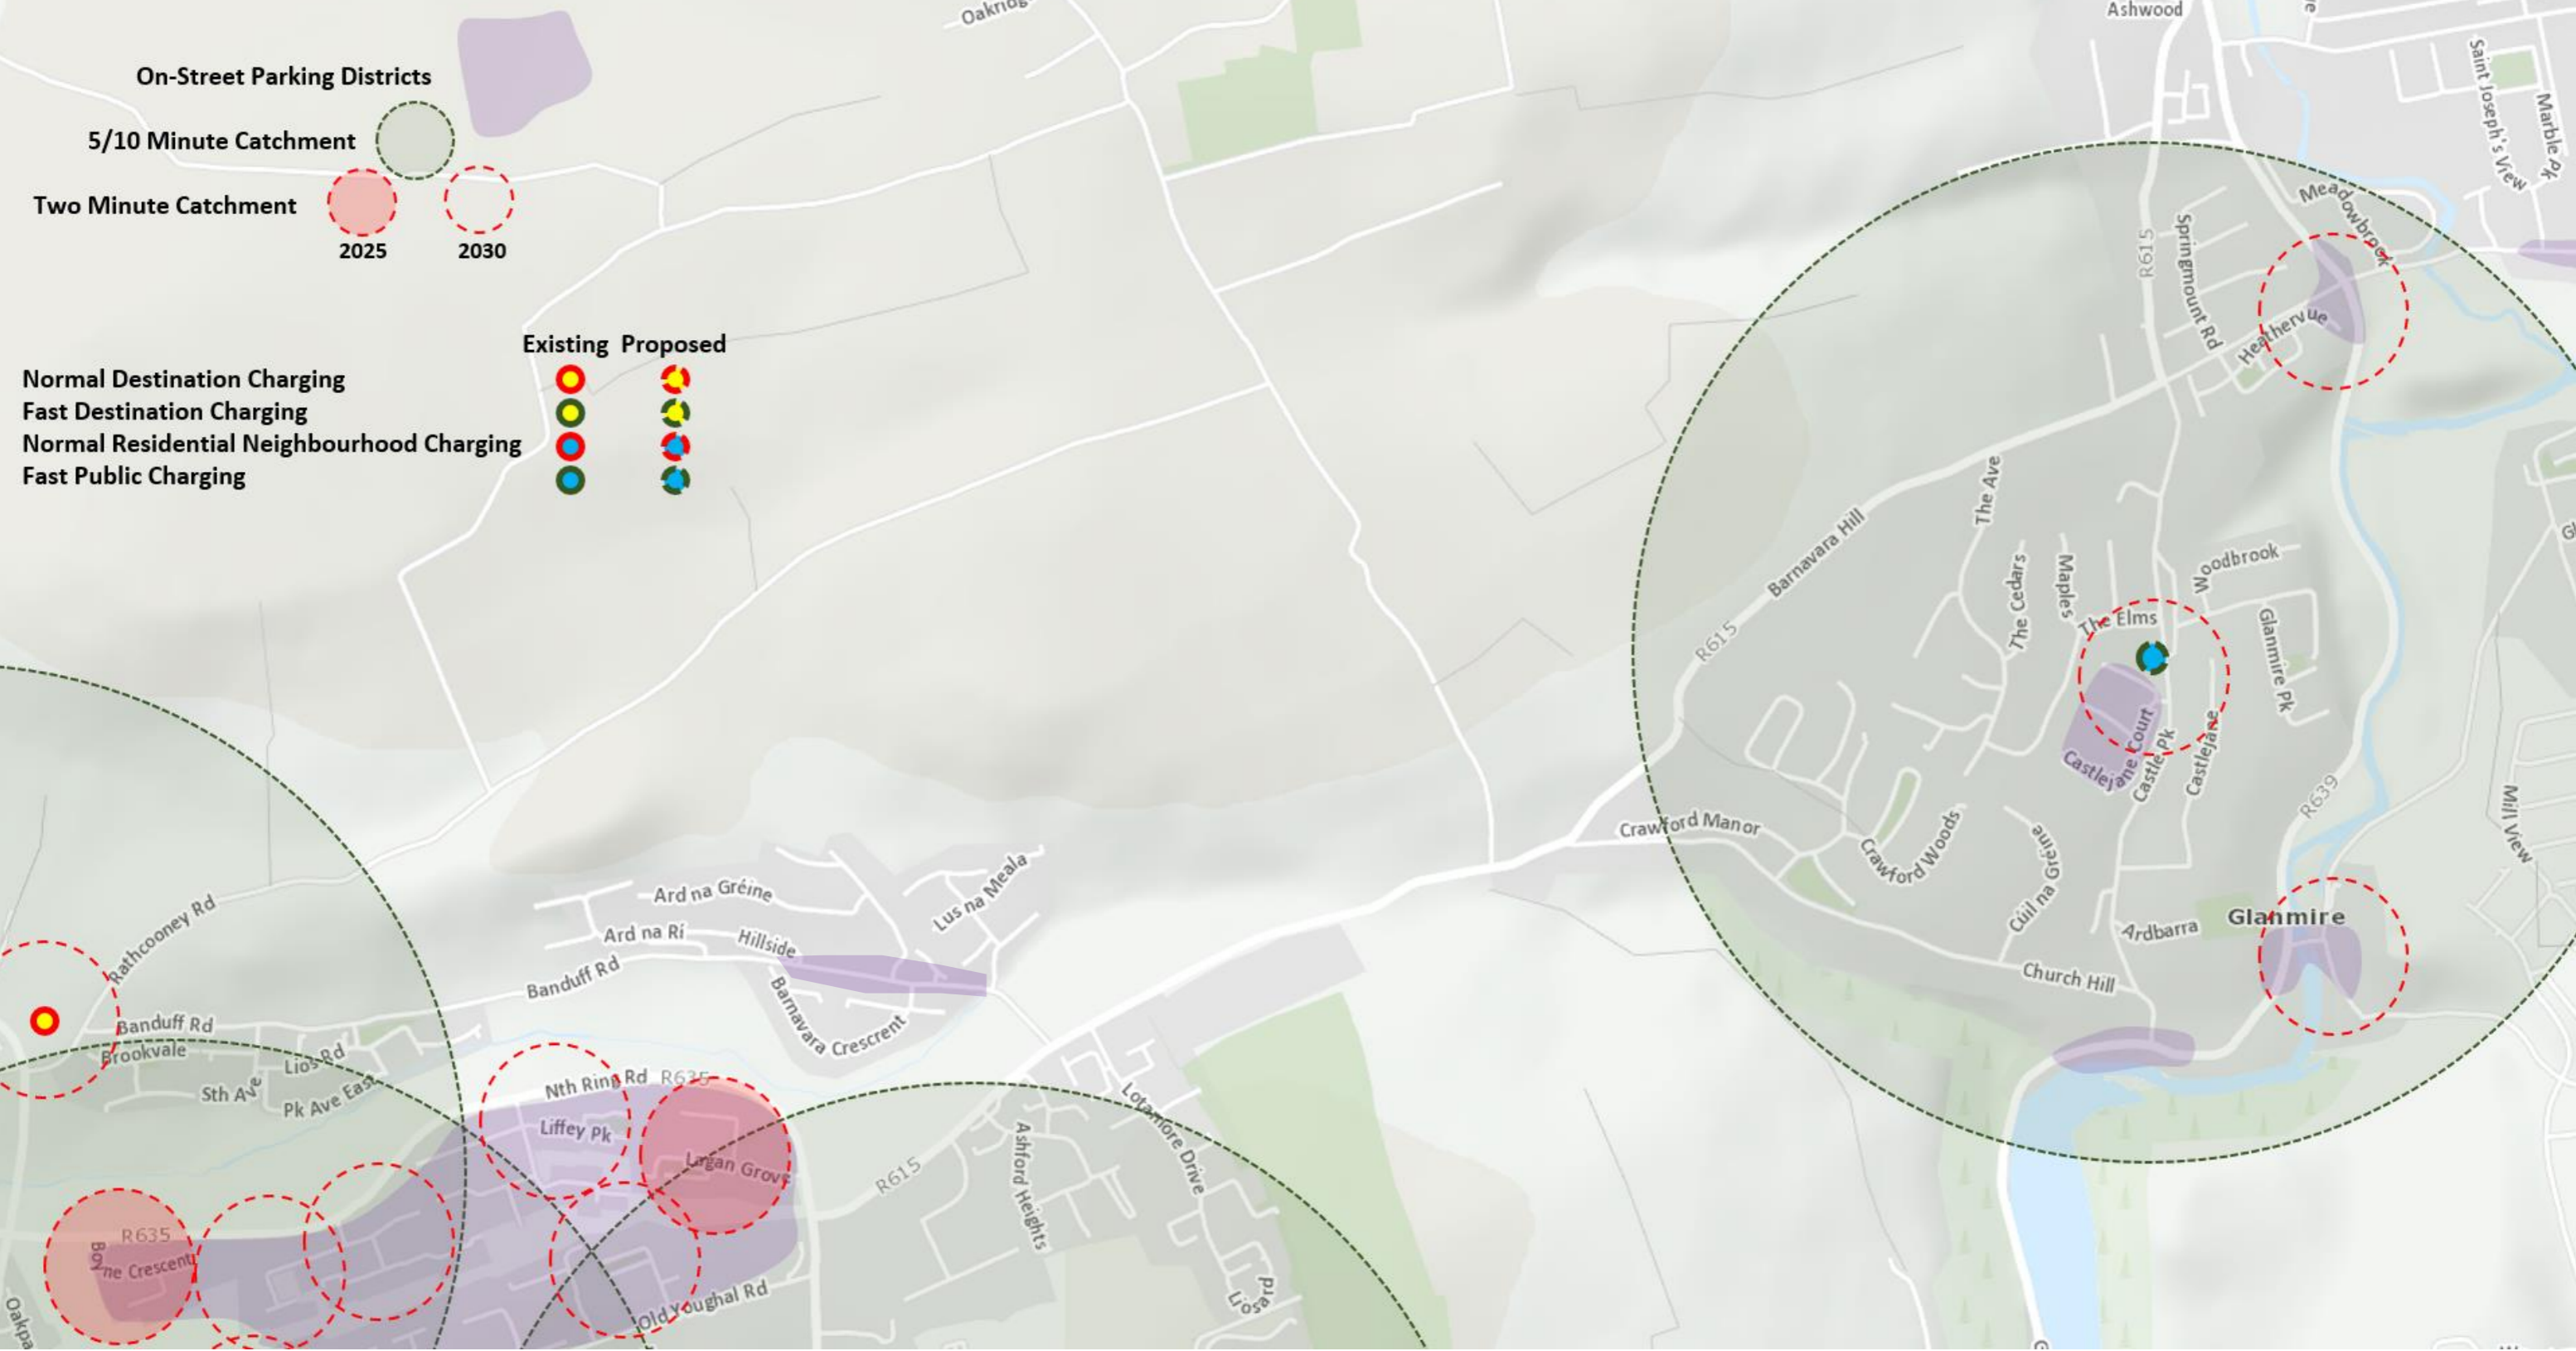 On-Street Parking Districts
5/10 Minute Catchment
Two Minute Catchment
2025 2030
Existing Proposed
Normal Destination Charging
Fast Destination Charging
Normal Residential Neighbourhood Charging
Fast Public Charging
Ashwood
Saint Joseph's View
Marble Pk
Meadowbrook
R615
Springmount Rd
Heathervue
The Ave
Barnavara Hill
The Cedars
Maples
Woodbrook
The Elms
Glanmire Pk
R615
Castlejane Court
Castle Pk
Castlejane
R639
Mill View
Crawford Manor
Crawford Woods
Cúil na Gréine
Ardbarra
Glanmire
Church Hill
Ard na Gréine
Lus na Meala
Ard na Rí
Hillside
Banduff Rd
Barnavara Crescent
Rathcooney Rd
Banduff Rd
Brookvale
Lios Rd
Sth Ave
Pk Ave East
Nth Ring Rd R635
Liffey Pk
Lagan Grove
R615
Lotamore Drive
Ashford Heights
Liosard
R635
Boyne Crescent
Old Youghal Rd